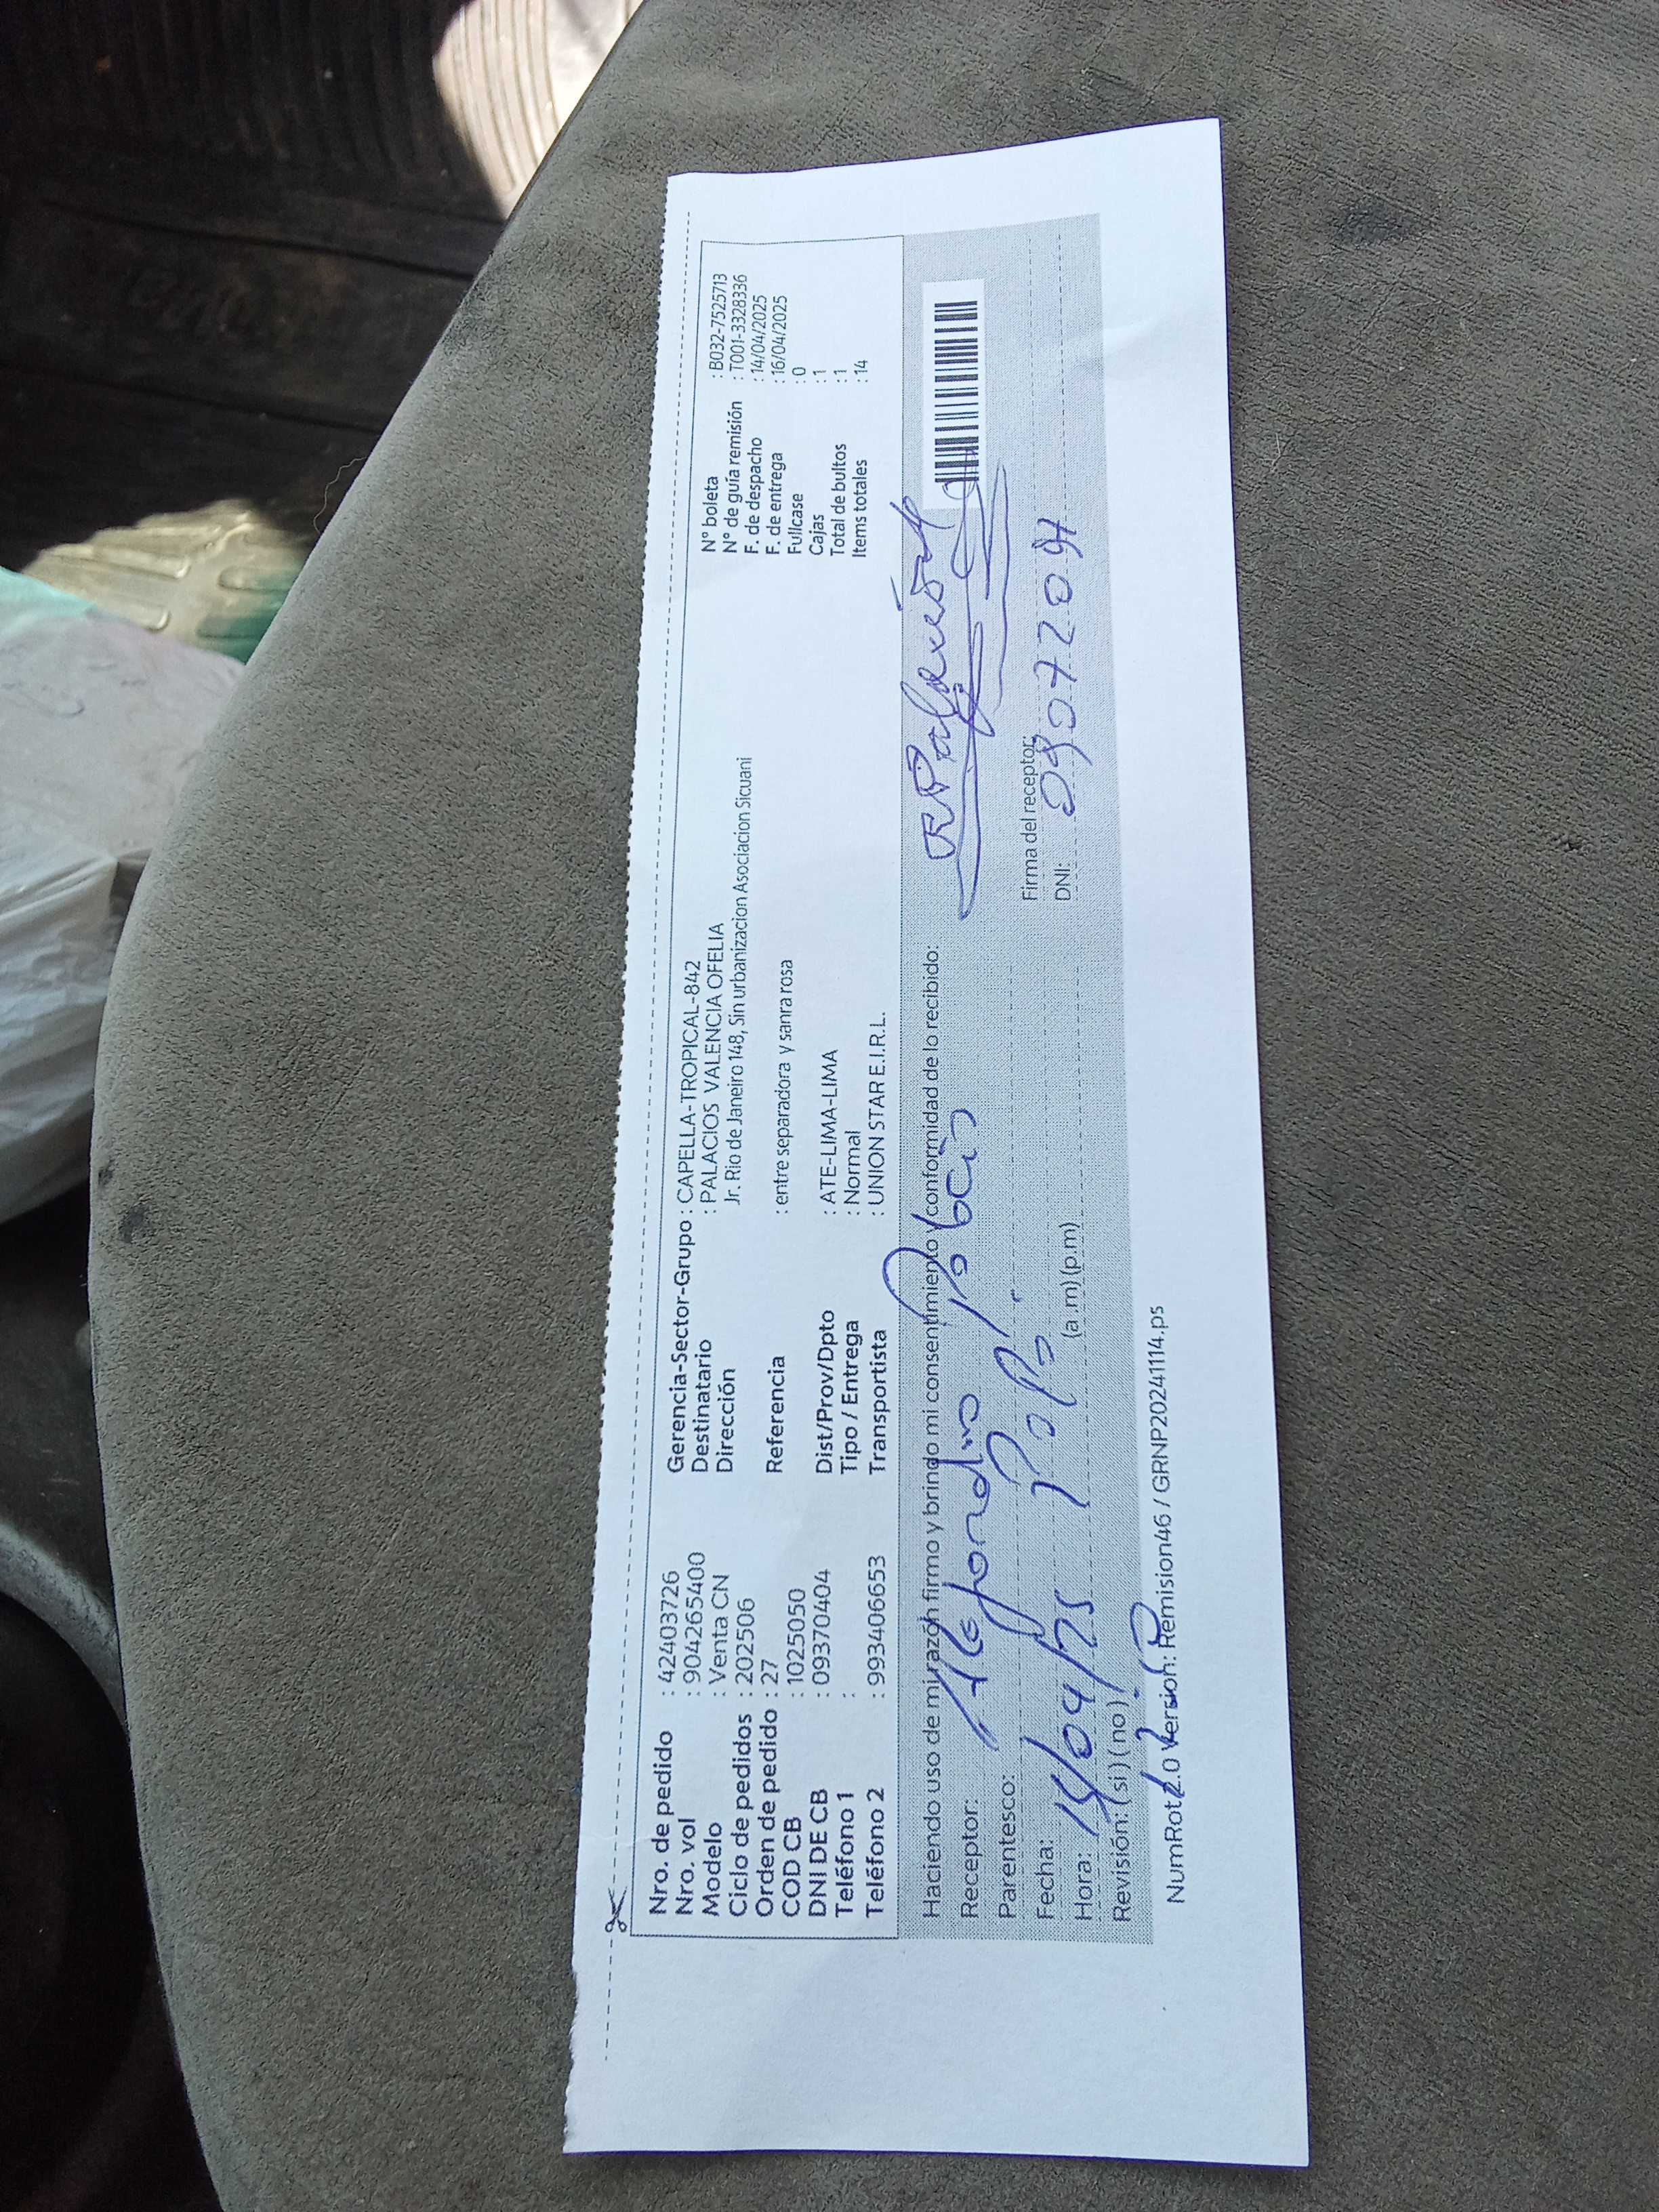 Nro. de pedido : 42403726
Nro. vol : 904265400
Modelo : Venta CN
Ciclo de pedidos : 202506
Orden de pedido : 27
COD CB : 1025050
DNI DE CB : 09370404
Teléfono 1 :
Teléfono 2 : 993406653
Gerencia-Sector-Grupo : CAPELLA-TROPICAL-842
Destinatario : PALACIOS VALENCIA OFELIA
Dirección Jr. Rio de Janeiro 148, Sin urbanizacion Asociacion Sicuani
Referencia : entre separadora y sanra rosa
Dist/Prov/Dpto : ATE-LIMA-LIMA
Tipo / Entrega : Normal
Transportista : UNION STAR E.I.R.L.
N° boleta : B032-7525713
N° de guía remisión : T001-3328336
F. de despacho : 14/04/2025
F. de entrega : 16/04/2025
Fullcase : 0
Cajas : 1
Total de bultos : 1
Items totales : 14
Haciendo uso de mi razón firmo y brindo mi consentimiento y conformidad de lo recibido:
Receptor: Alejandro
Parentesco: Papá
Fecha: /04/25
Hora: (a .m) (p.m)
Revisión: (si) (no)
Firma del receptor:
DNI:
NumRot2.0 Version: Remision46 / GRNP20241114.ps